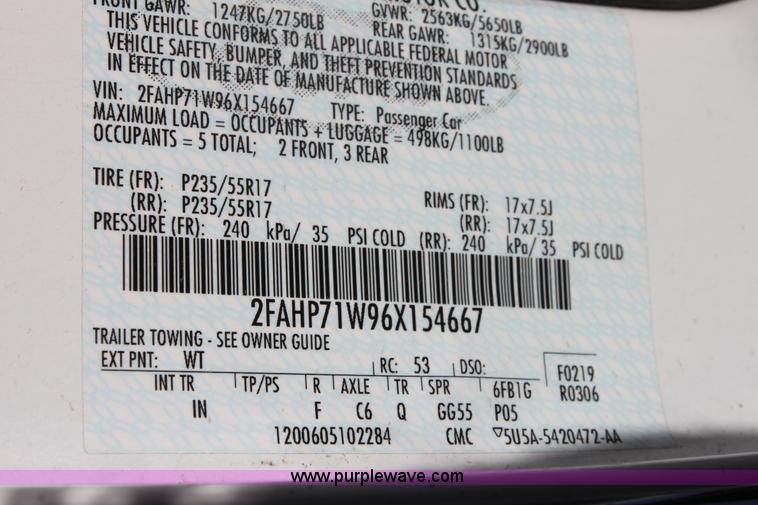 MOTOR CO.
FRONT GAWR: 1247KG/2750LB GVWR: 2563KG/5650LB
REAR GAWR: 1315KG/2900LB
THIS VEHICLE CONFORMS TO ALL APPLICABLE FEDERAL MOTOR
VEHICLE SAFETY, BUMPER, AND THEFT PREVENTION STANDARDS
IN EFFECT ON THE DATE OF MANUFACTURE SHOWN ABOVE.
VIN: 2FAHP71W96X154667 TYPE: Passenger Car
MAXIMUM LOAD = OCCUPANTS + LUGGAGE = 498KG/1100LB
OCCUPANTS = 5 TOTAL; 2 FRONT, 3 REAR
TIRE (FR): P235/55R17 RIMS (FR): 17x7.5J
(RR): P235/55R17 (RR): 17x7.5J
PRESSURE (FR): 240 kPa/ 35 PSI COLD (RR): 240 kPa/ 35 PSI COLD
2FAHP71W96X154667
TRAILER TOWING - SEE OWNER GUIDE
EXT PNT: WT RC: 53 DSO: F0219
INT TR TP/PS R AXLE TR SPR 6FB1G R0306
IN F C6 Q GG55 P05
1200605102284 CMC ▽5U5A-5420472-AA
www.purplewave.com